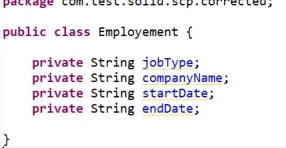 package com.test.solid.scp.corrected;
public class Employement {
private String jobType;
private String companyName;
private String startDate;
private String endDate;
}